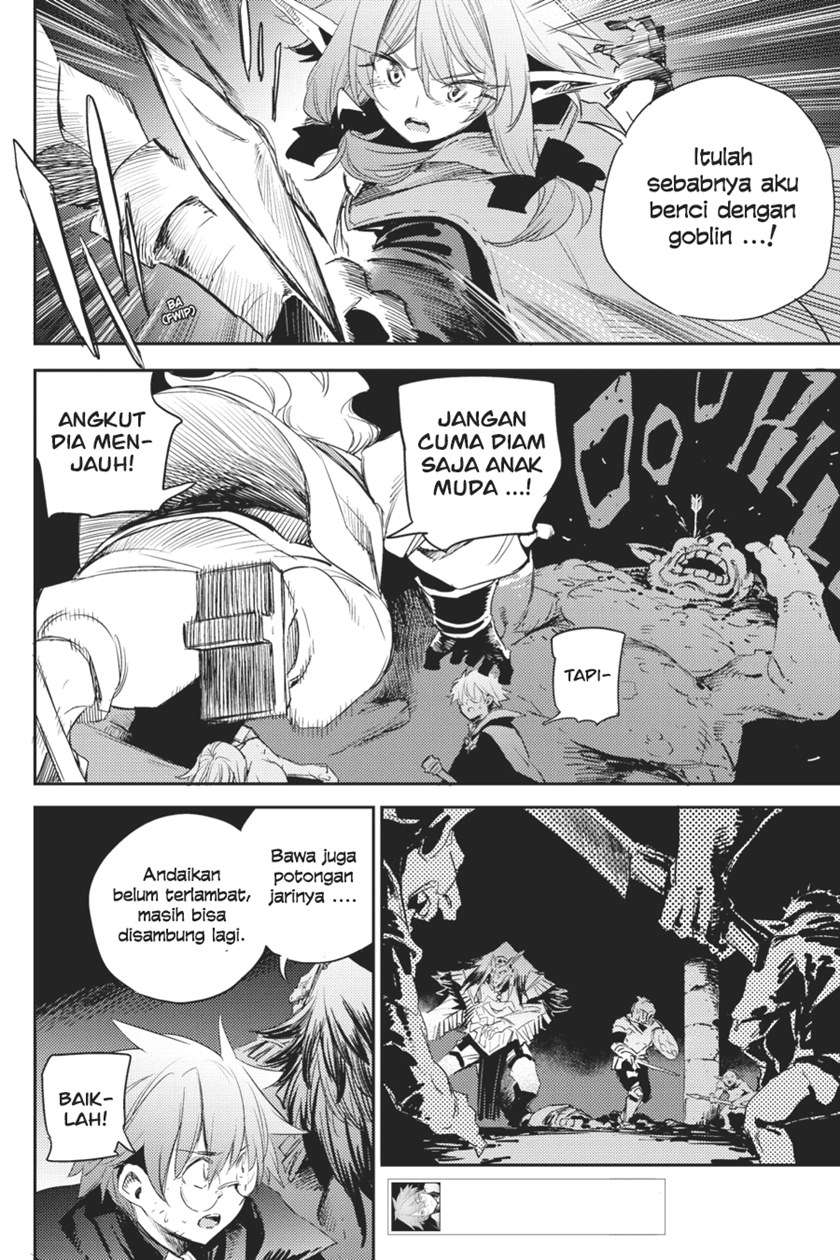 Itulah
sebabnya aku
benci dengan
goblin ...!
BA
(FWIP)
ANGKUT
DIA MEN-
JAUH!
JANGAN
CUMA DIAM
SAJA ANAK
MUDA ...!
TAPI-
Andaikan
belum terlambat,
masih bisa
disambung lagi.
Bawa juga
potongan
jarinya ....
BAIK-
LAH!